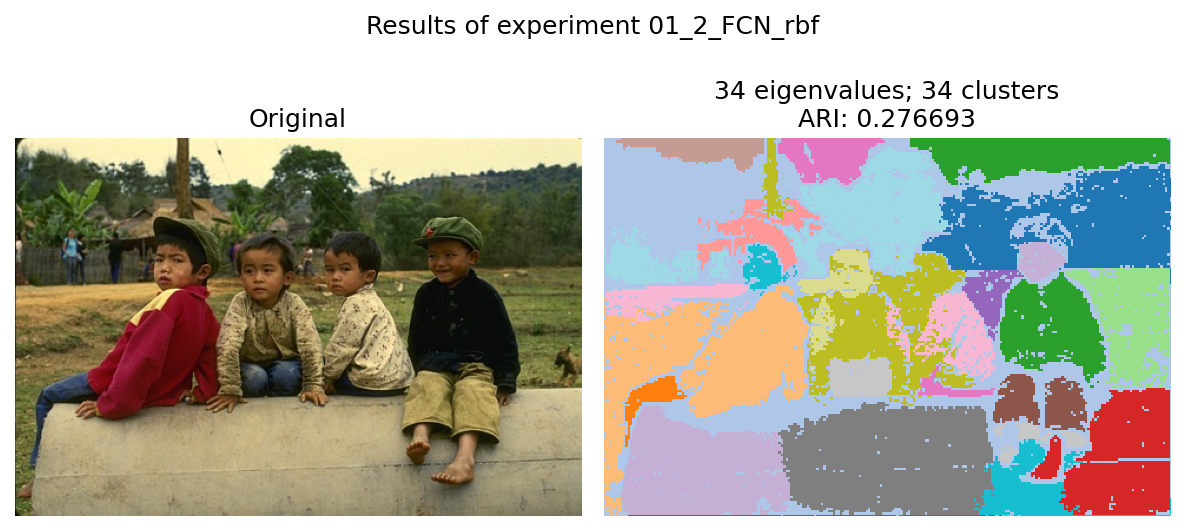 Results of experiment 01_2_FCN_rbf
Original
34 eigenvalues; 34 clusters
ARI: 0.276693